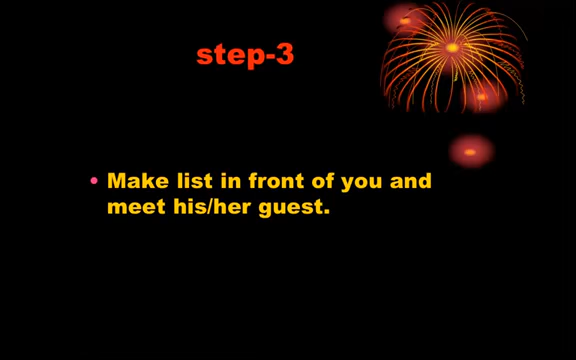 step-3
• Make list in front of you and
meet his/her guest.